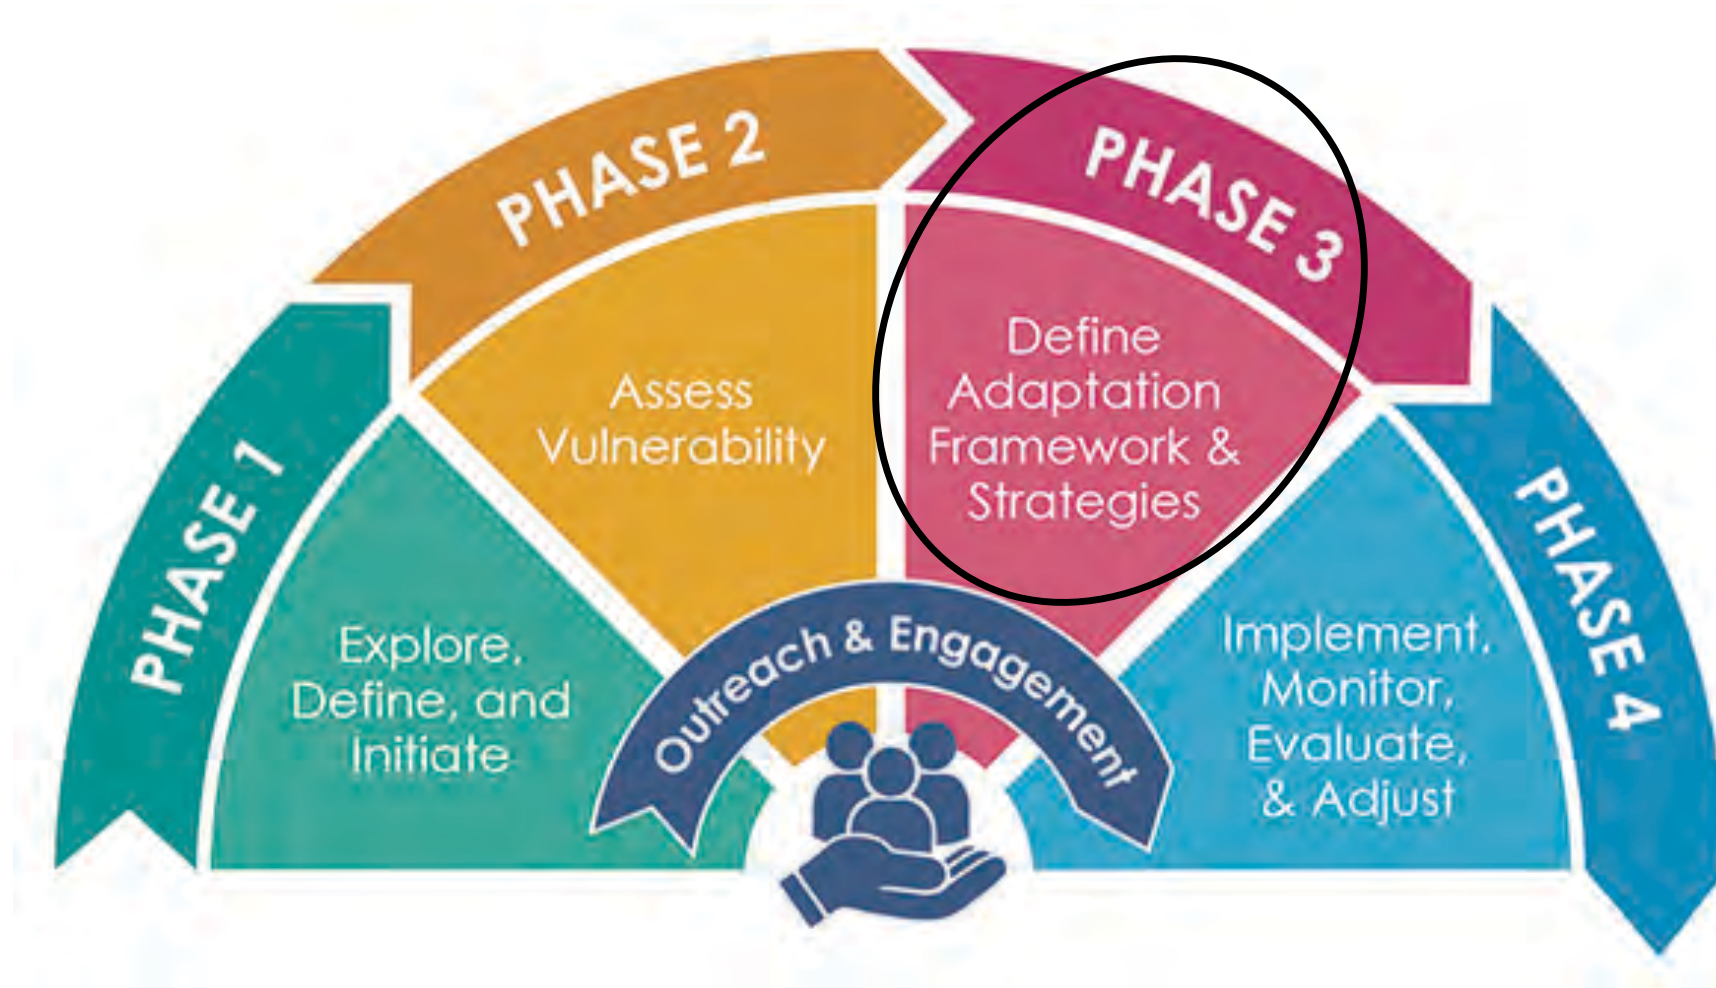 PHASE 1
Explore,
Define, and
Initiate
PHASE 2
Assess
Vulnerability
PHASE 3
Define
Adaptation
Framework &
Strategies
PHASE 4
Implement,
Monitor,
Evaluate,
& Adjust
Outreach & Engagement